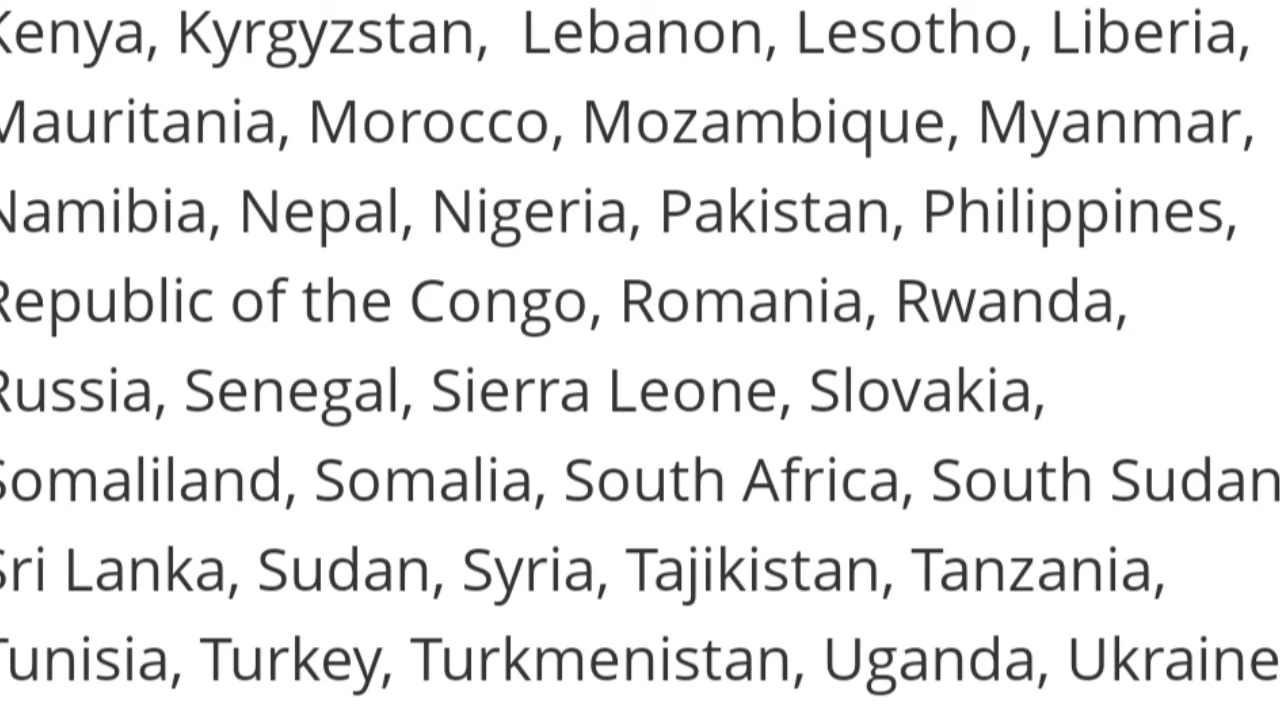 Kenya, Kyrgyzstan,  Lebanon, Lesotho, Liberia,
Mauritania, Morocco, Mozambique, Myanmar,
Namibia, Nepal, Nigeria, Pakistan, Philippines,
Republic of the Congo, Romania, Rwanda,
Russia, Senegal, Sierra Leone, Slovakia,
Somaliland, Somalia, South Africa, South Sudan
Sri Lanka, Sudan, Syria, Tajikistan, Tanzania,
Tunisia, Turkey, Turkmenistan, Uganda, Ukraine